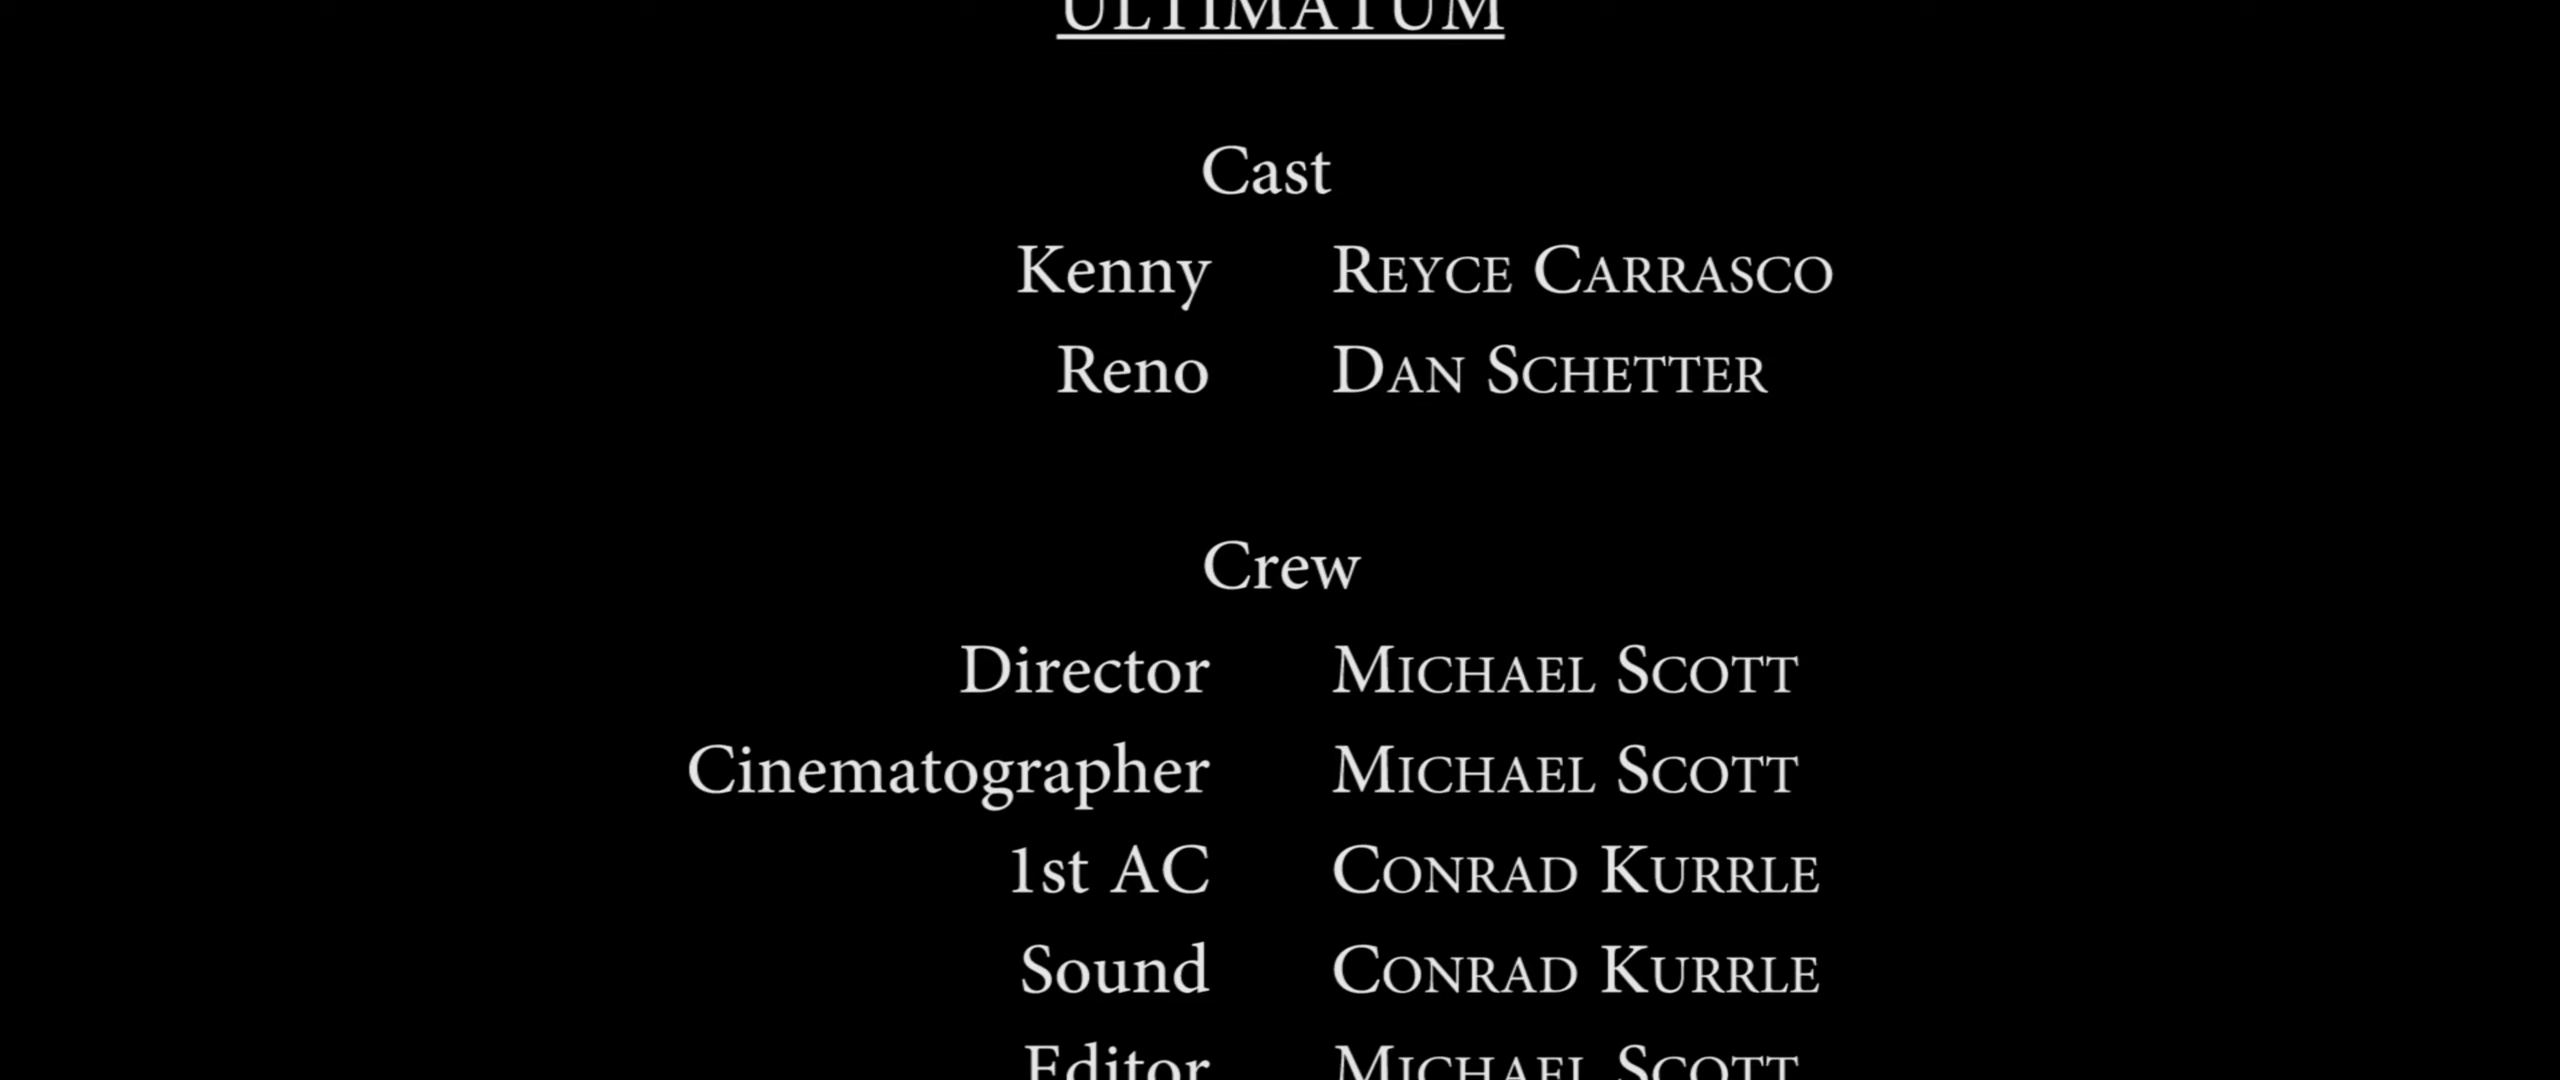 ULTIMATUM
Cast
Kenny Reyce Carrasco
Reno Dan Schetter
Crew
Director Michael Scott
Cinematographer Michael Scott
1st AC Conrad Kurrle
Sound Conrad Kurrle
Editor Michael Scott